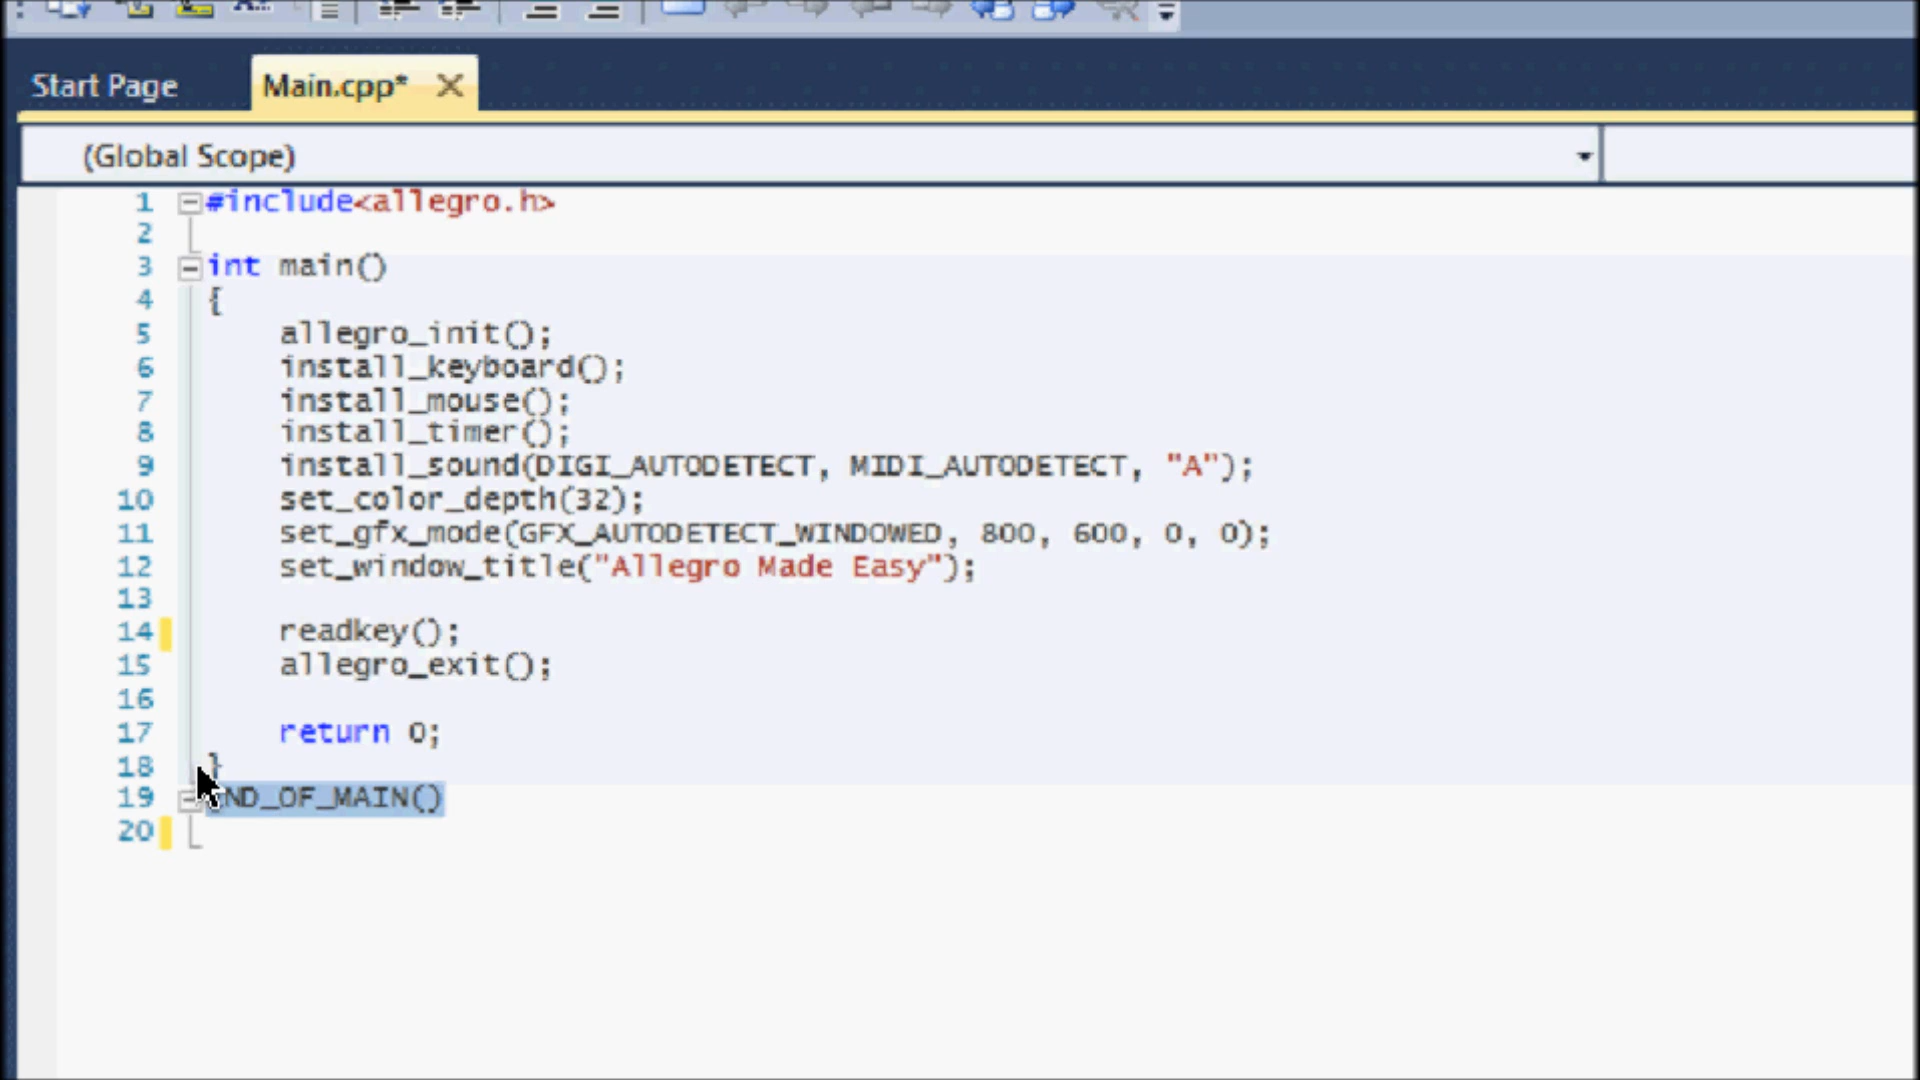 Start Page
Main.cpp*
(Global Scope)
1 #include<allegro.h>
2
3 int main()
4 {
5 allegro_init();
6 install_keyboard();
7 install_mouse();
8 install_timer();
9 install_sound(DIGI_AUTODETECT, MIDI_AUTODETECT, "A");
10 set_color_depth(32);
11 set_gfx_mode(GFX_AUTODETECT_WINDOWED, 800, 600, 0, 0);
12 set_window_title("Allegro Made Easy");
13
14 readkey();
15 allegro_exit();
16
17 return 0;
18 }
19 END_OF_MAIN()
20